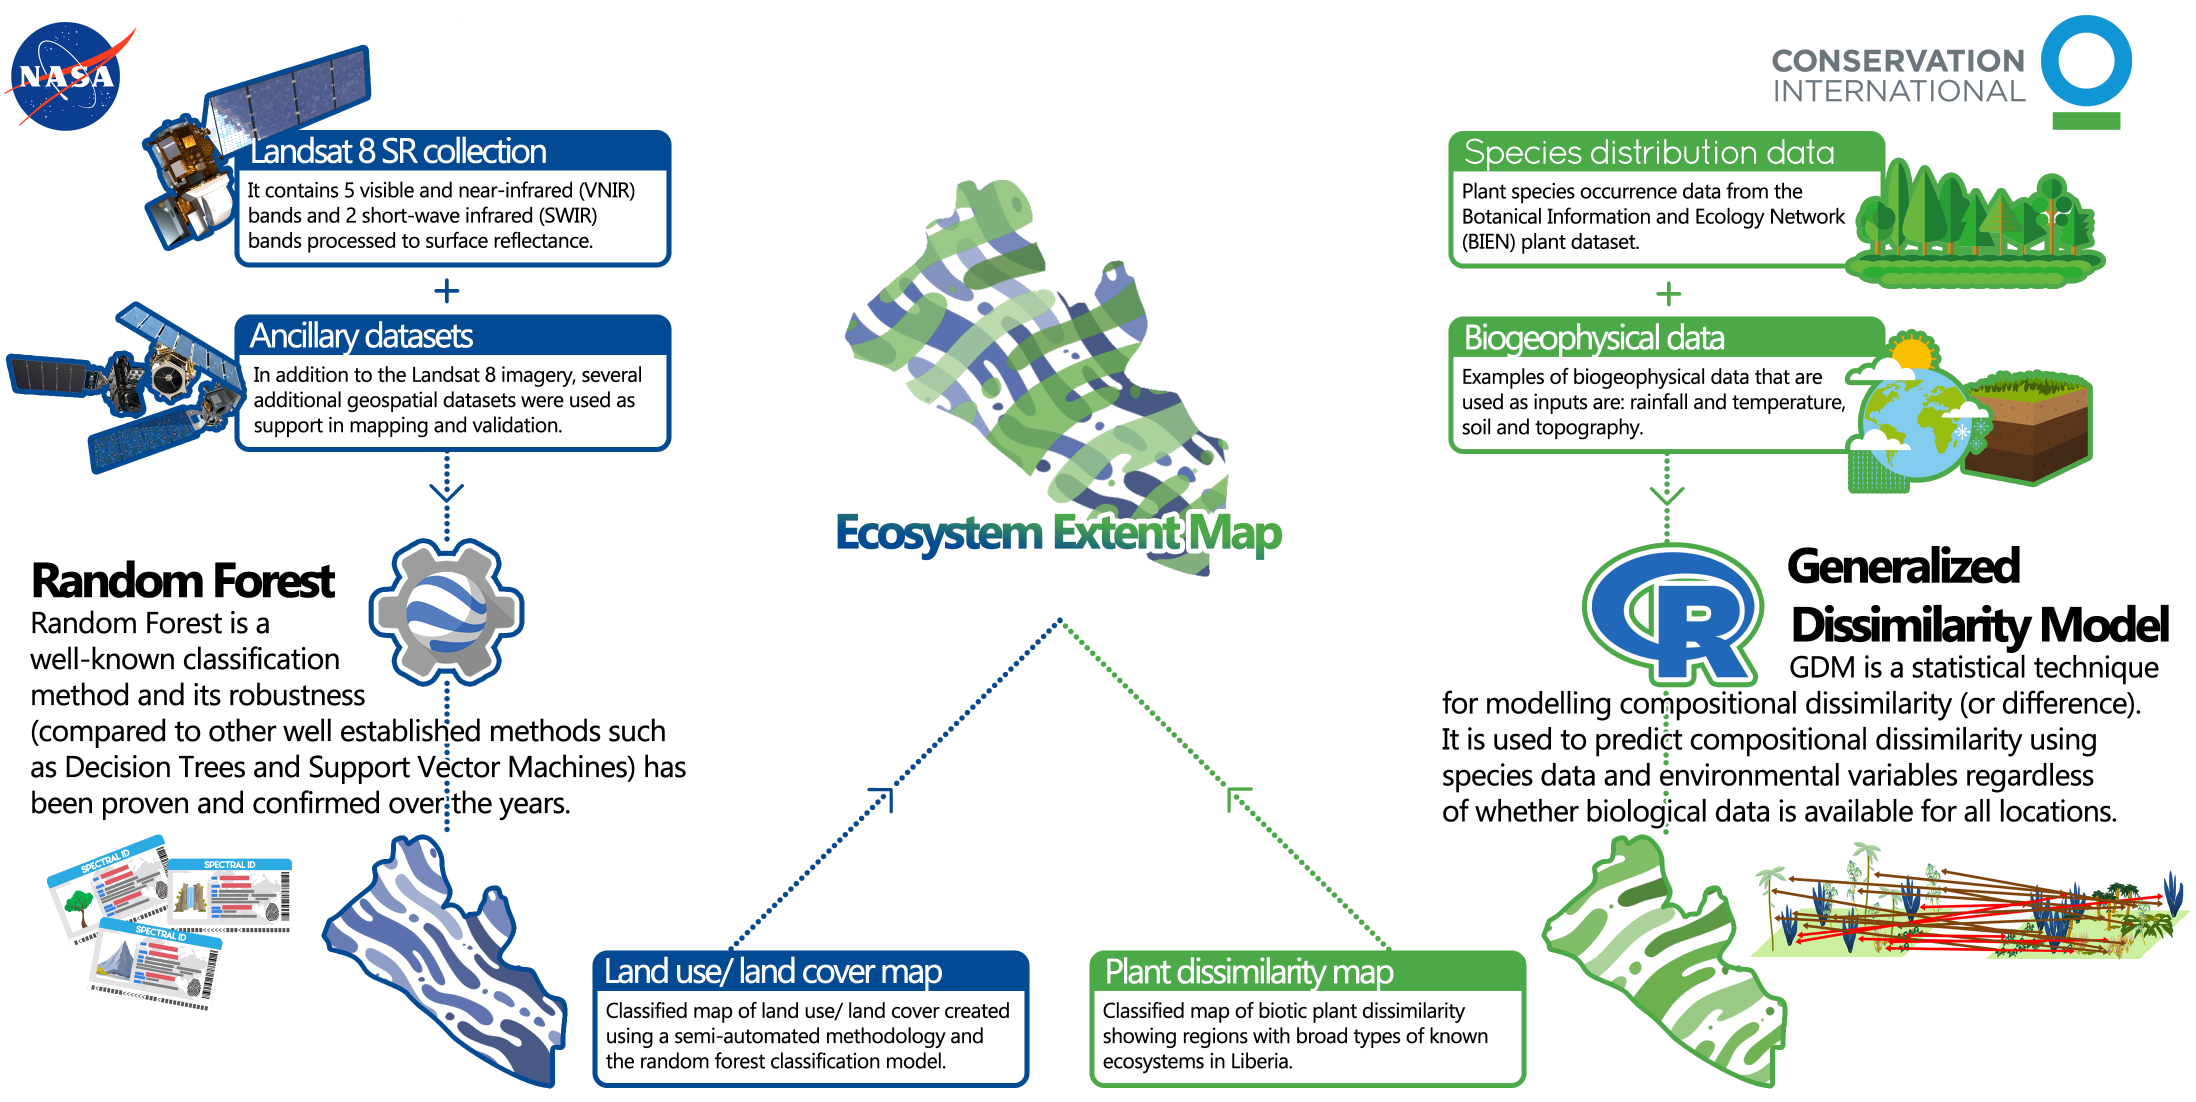 NASA
CONSERVATION
INTERNATIONAL
Landsat 8 SR collection
It contains 5 visible and near-infrared (VNIR)
bands and 2 short-wave infrared (SWIR)
bands processed to surface reflectance.
+
Ancillary datasets
In addition to the Landsat 8 imagery, several
additional geospatial datasets were used as
support in mapping and validation.
Random Forest
Random Forest is a
well-known classification
method and its robustness
(compared to other well established methods such
as Decision Trees and Support Vector Machines) has
been proven and confirmed over the years.
SPECTRAL ID
SPECTRAL ID
SPECTRAL ID
Land use/ land cover map
Classified map of land use/ land cover created
using a semi-automated methodology and
the random forest classification model.
Ecosystem Extent Map
Species distribution data
Plant species occurrence data from the
Botanical Information and Ecology Network
(BIEN) plant dataset.
+
Biogeophysical data
Examples of biogeophysical data that are
used as inputs are: rainfall and temperature,
soil and topography.
R
Generalized
Dissimilarity Model
GDM is a statistical technique
for modelling compositional dissimilarity (or difference).
It is used to predict compositional dissimilarity using
species data and environmental variables regardless
of whether biological data is available for all locations.
Plant dissimilarity map
Classified map of biotic plant dissimilarity
showing regions with broad types of known
ecosystems in Liberia.